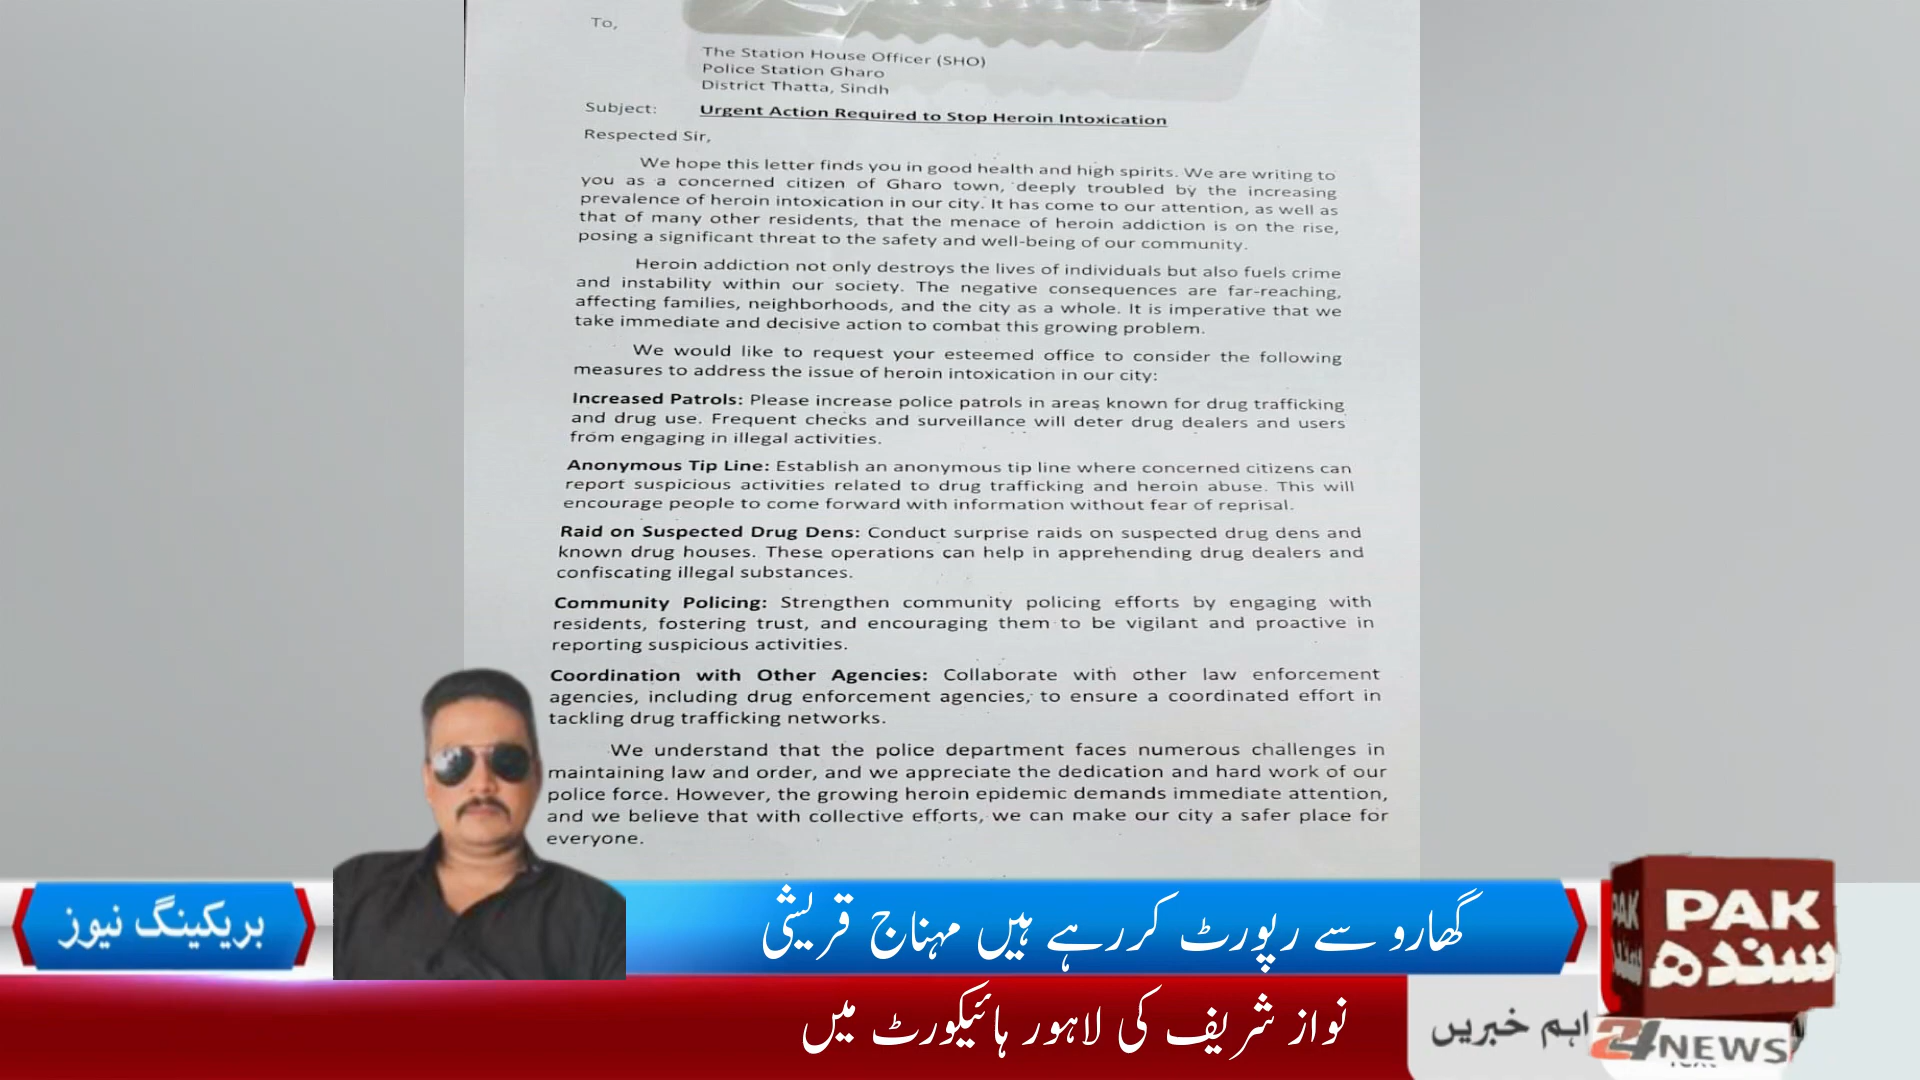 To,
The Station House Officer (SHO)
Police Station Gharo
District Thatta, Sindh
Subject: Urgent Action Required to Stop Heroin Intoxication
Respected Sir,
We hope this letter finds you in good health and high spirits. We are writing to
you as a concerned citizen of Gharo town, deeply troubled by the increasing
prevalence of heroin intoxication in our city. It has come to our attention, as well as
that of many other residents, that the menace of heroin addiction is on the rise,
posing a significant threat to the safety and well-being of our community.
Heroin addiction not only destroys the lives of individuals but also fuels crime
and instability within our society. The negative consequences are far-reaching,
affecting families, neighborhoods, and the city as a whole. It is imperative that we
take immediate and decisive action to combat this growing problem.
We would like to request your esteemed office to consider the following
measures to address the issue of heroin intoxication in our city:
Increased Patrols: Please increase police patrols in areas known for drug trafficking
and drug use. Frequent checks and surveillance will deter drug dealers and users
from engaging in illegal activities.
Anonymous Tip Line: Establish an anonymous tip line where concerned citizens can
report suspicious activities related to drug trafficking and heroin abuse. This will
encourage people to come forward with information without fear of reprisal.
Raid on Suspected Drug Dens: Conduct surprise raids on suspected drug dens and
known drug houses. These operations can help in apprehending drug dealers and
confiscating illegal substances.
Community Policing: Strengthen community policing efforts by engaging with
residents, fostering trust, and encouraging them to be vigilant and proactive in
reporting suspicious activities.
Coordination with Other Agencies: Collaborate with other law enforcement
agencies, including drug enforcement agencies, to ensure a coordinated effort in
tackling drug trafficking networks.
We understand that the police department faces numerous challenges in
maintaining law and order, and we appreciate the dedication and hard work of our
police force. However, the growing heroin epidemic demands immediate attention,
and we believe that with collective efforts, we can make our city a safer place for
everyone.
بریکینگ نیوز
گھارو سے رپورٹ کررہے ہیں مہناج قریشی
PAK
سندھ
نواز شریف کی لاہور ہائیکورٹ میں
اہم خبریں
24 NEWS